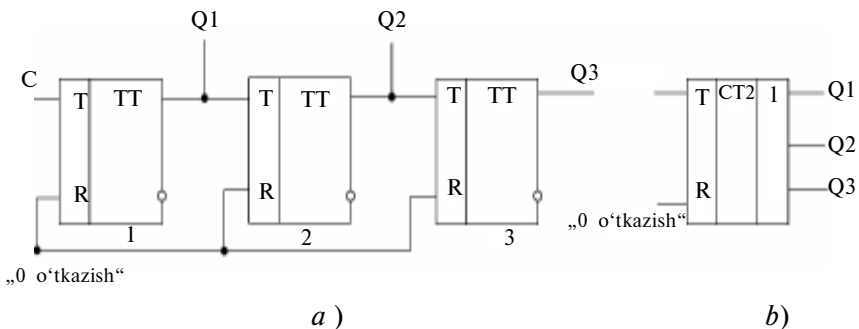 Q1
Q2
C
T TT
T TT
T TT
Q3
R
R
R
1
2
3
„0 o‘tkazish“
a )
T CT2 1
Q1
Q2
R
Q3
„0 o‘tkazish“
b)